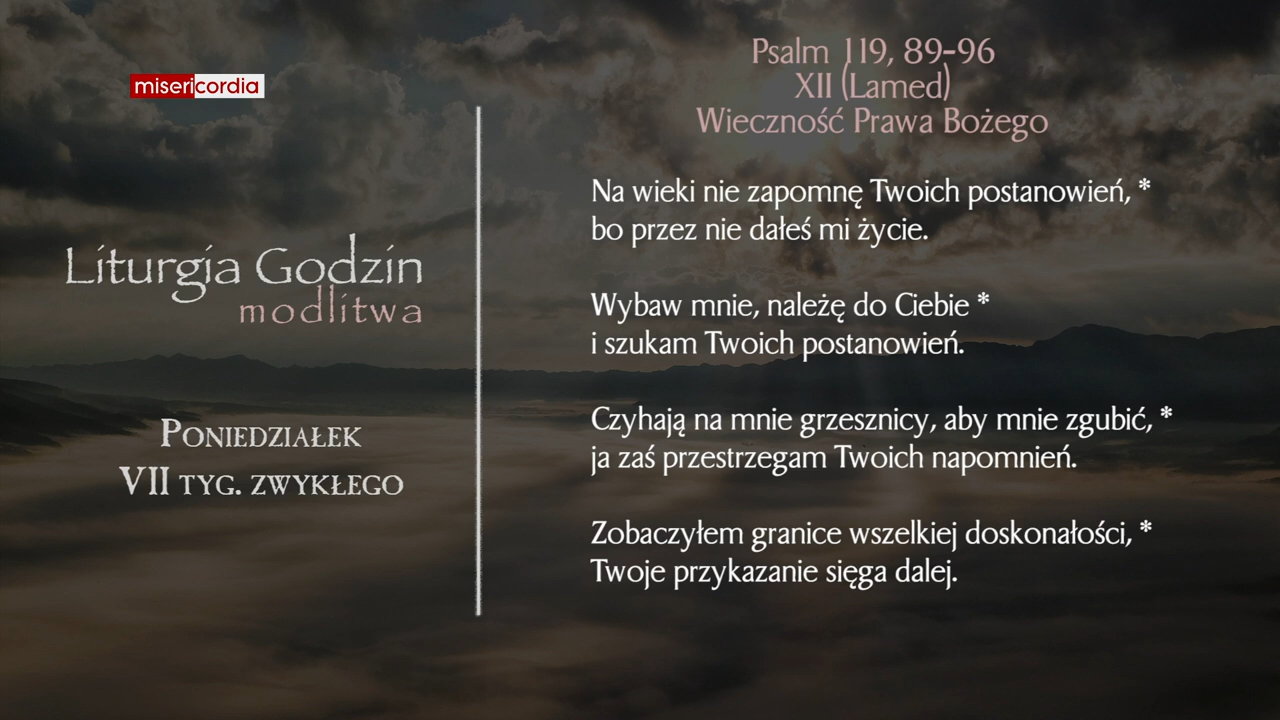 misericordia
Liturgia Godzin
modlitwa
Poniedziałek
VII tyg. zwykłego
Psalm 119, 89-96
XII (Lamed)
Wieczność Prawa Bożego
Na wieki nie zapomnę Twoich postanowień, *
bo przez nie dałeś mi życie.
Wybaw mnie, należę do Ciebie *
i szukam Twoich postanowień.
Czyhają na mnie grzesznicy, aby mnie zgubić, *
ja zaś przestrzegam Twoich napomnień.
Zobaczyłem granice wszelkiej doskonałości, *
Twoje przykazanie sięga dalej.